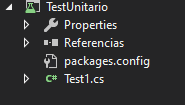 TestUnitario
Properties
Referencias
packages.config
C# Test1.cs